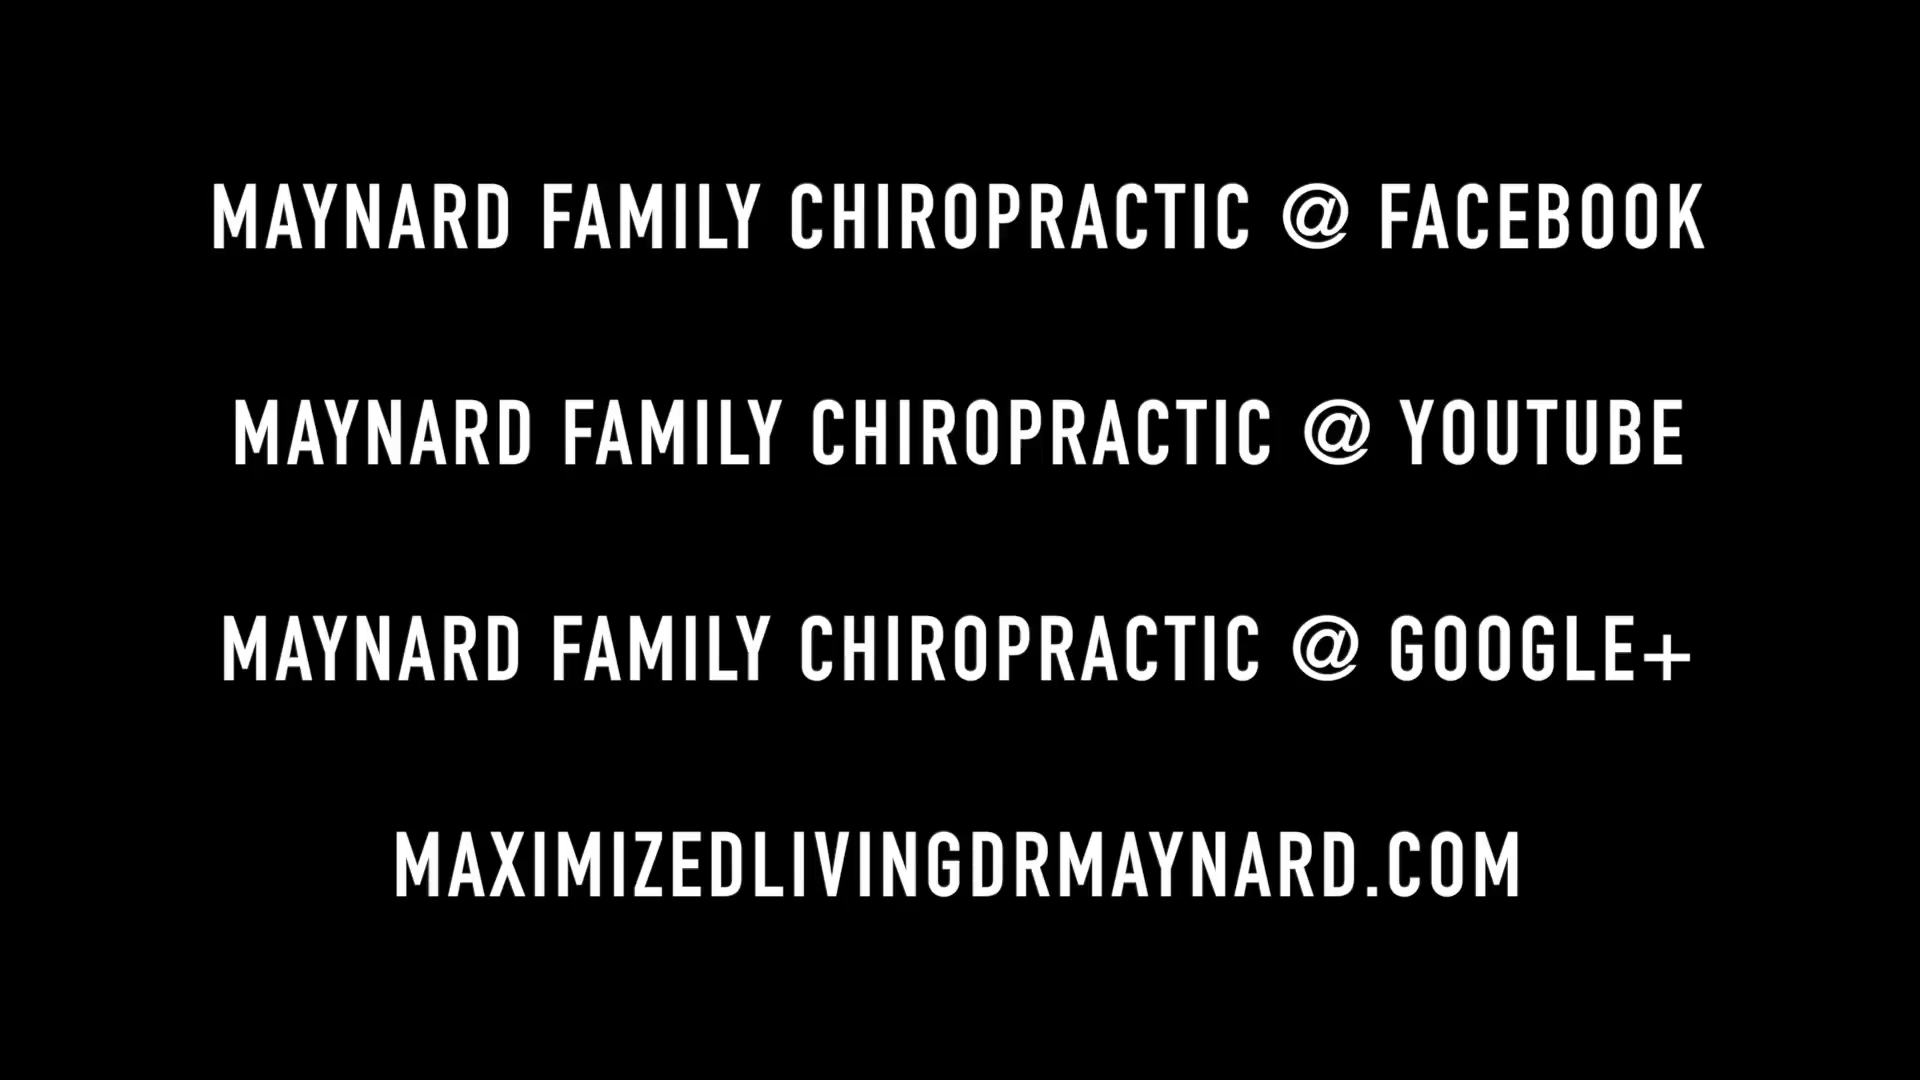 MAYNARD FAMILY CHIROPRACTIC @ FACEBOOK
MAYNARD FAMILY CHIROPRACTIC @ YOUTUBE
MAYNARD FAMILY CHIROPRACTIC @ GOOGLE+
MAXIMIZEDLIVINGDRMAYNARD.COM